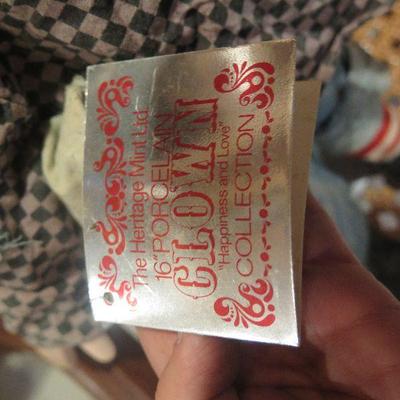 The Heritage Mint Ltd
16" PORCELAIN
CLOWN
"Happiness and Love"
COLLECTION